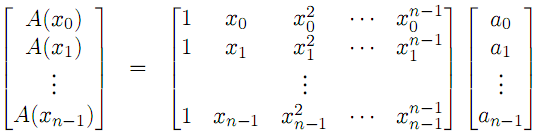 A(x_0) 1 x_0 x_0^2 ⋯ x_0^{n-1} a_0
A(x_1) = 1 x_1 x_1^2 ⋯ x_1^{n-1} a_1
⋮ ⋮ ⋮
A(x_{n-1}) 1 x_{n-1} x_{n-1}^2 ⋯ x_{n-1}^{n-1} a_{n-1}